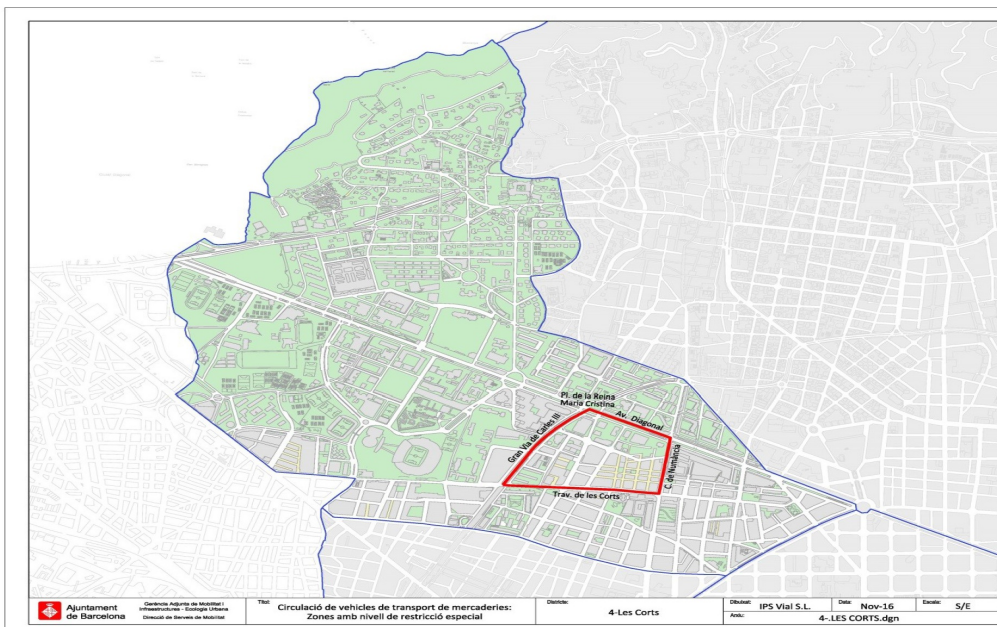 Pl. de la Reina
Maria Cristina
Av. Diagonal
Gran Via de Carles III
C. de Numància
Trav. de les Corts
Ajuntament
de Barcelona
Gerència Adjunta de Mobilitat i
Infraestructures - Ecologia Urbana
Direcció de Serveis de Mobilitat
Títol:
Circulació de vehicles de transport de mercaderies:
Zones amb nivell de restricció especial
Districte:
4-Les Corts
Dibuixat:
IPS Vial S.L.
Data:
Nov-16
Escala:
S/E
Arxiu:
4-.LES CORTS.dgn